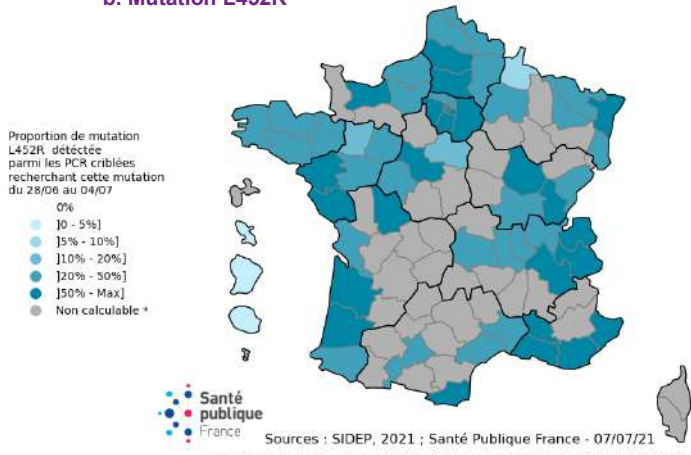 b. Mutation L452R
Proportion de mutation
L452R détéctée
parmi les PCR criblées
recherchant cette mutation
du 28/06 au 04/07
0%
]0 - 5%]
]5% - 10%]
]10% - 20%]
]20% - 50%]
]50% - Max]
Non calculable *
Santé
publique
France
Sources : SIDEP, 2021 ; Santé Publique France - 07/07/21